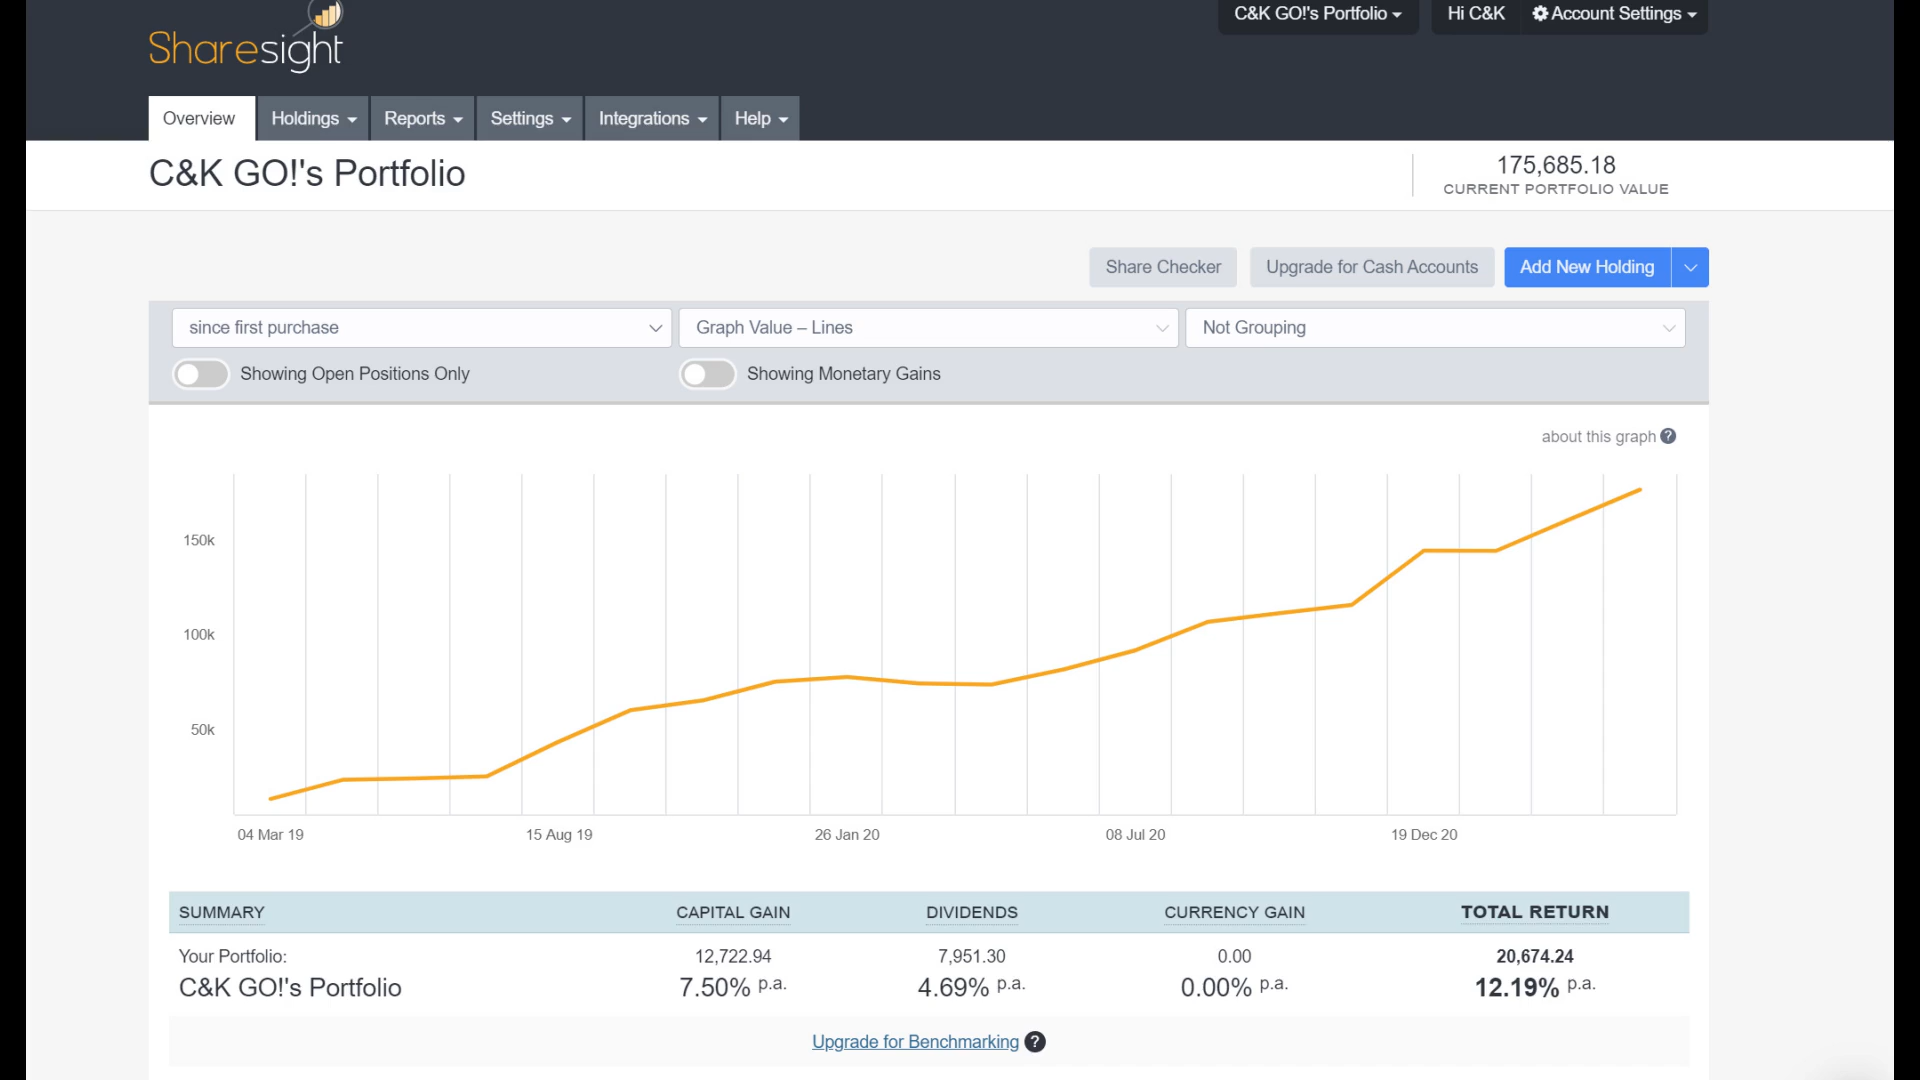 C&K GO!'s Portfolio
Hi C&K
Account Settings
Sharesight
Overview
Holdings
Reports
Settings
Integrations
Help
C&K GO!'s Portfolio
175,685.18
CURRENT PORTFOLIO VALUE
Share Checker
Upgrade for Cash Accounts
Add New Holding
since first purchase
Graph Value – Lines
Not Grouping
Showing Open Positions Only
Showing Monetary Gains
about this graph ?
150k
100k
50k
04 Mar 19
15 Aug 19
26 Jan 20
08 Jul 20
19 Dec 20
SUMMARY CAPITAL GAIN DIVIDENDS CURRENCY GAIN TOTAL RETURN
Your Portfolio: 12,722.94 7,951.30 0.00 20,674.24
C&K GO!'s Portfolio 7.50% p.a. 4.69% p.a. 0.00% p.a. 12.19% p.a.
Upgrade for Benchmarking ?